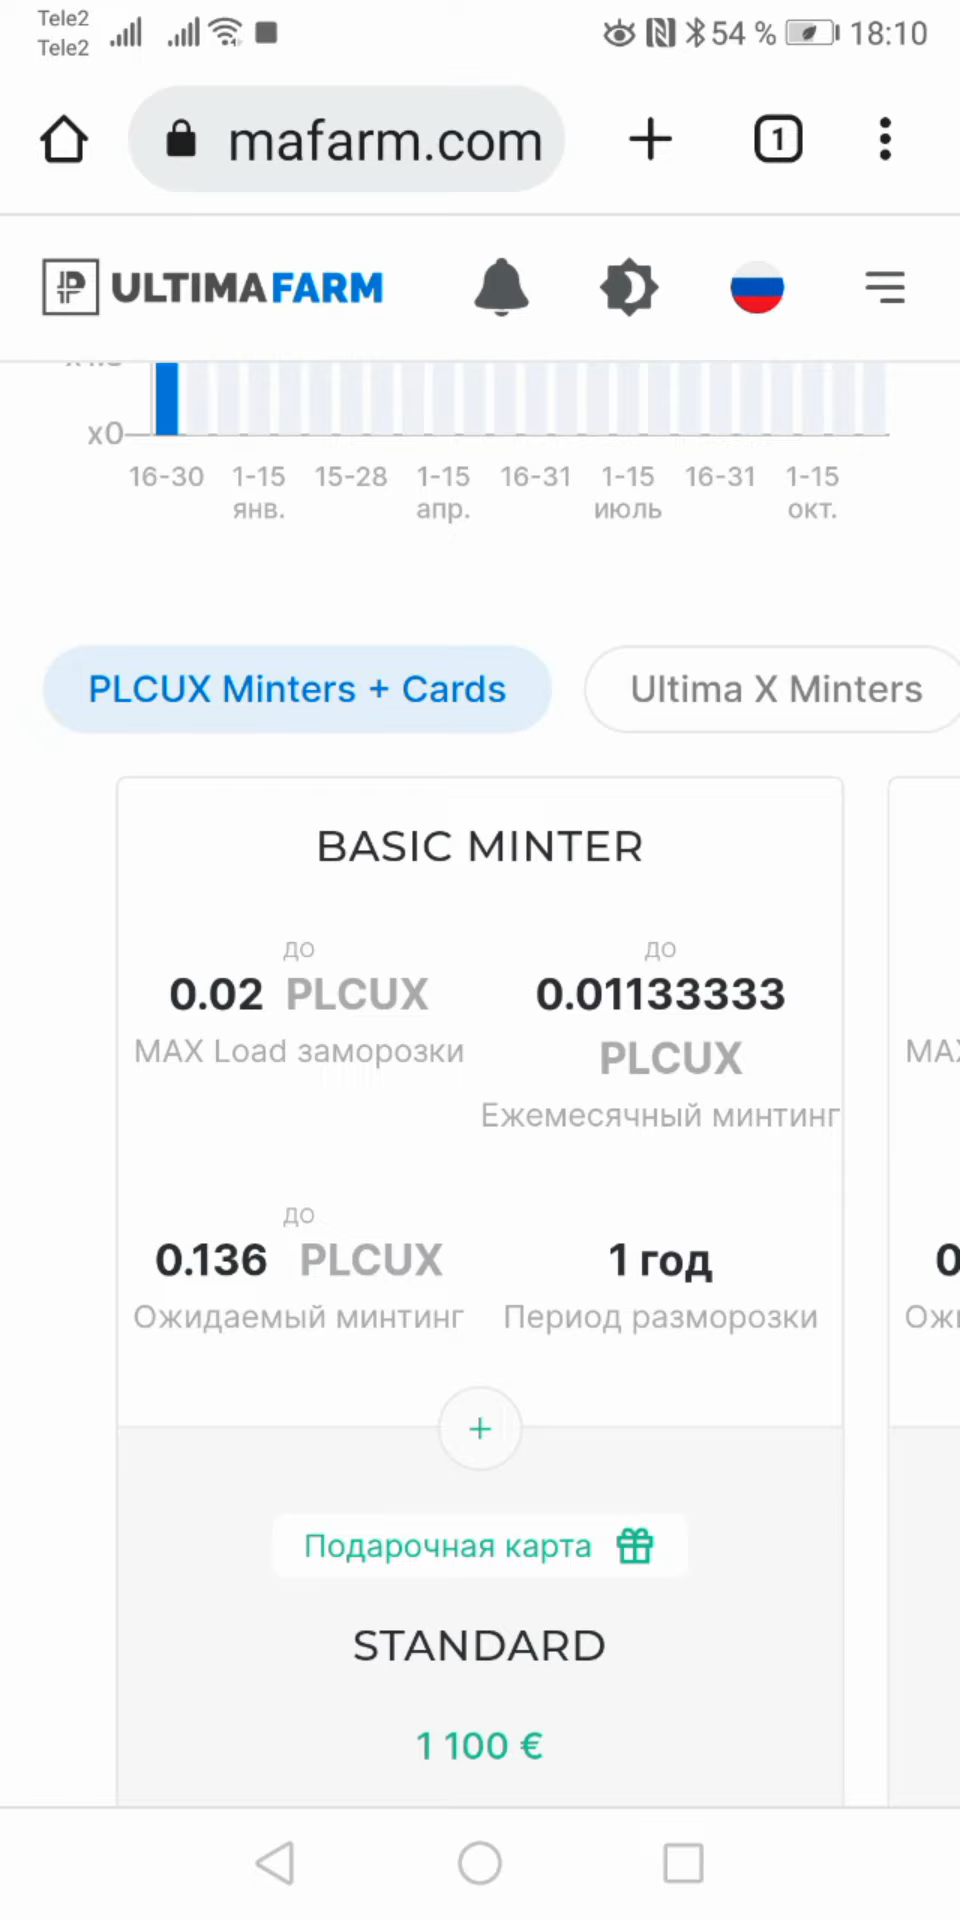 Tele2
Tele2
54 %
18:10
mafarm.com
1
ULTIMAFARM
x0
16-30 1-15 15-28 1-15 16-31 1-15 16-31 1-15
янв. апр. июль окт.
PLCUX Minters + Cards
Ultima X Minters
BASIC MINTER
до
0.02 PLCUX
MAX Load заморозки
до
0.01133333
PLCUX
Ежемесячный минтинг
до
0.136 PLCUX
Ожидаемый минтинг
1 год
Период разморозки
+
Подарочная карта
STANDARD
1 100 €